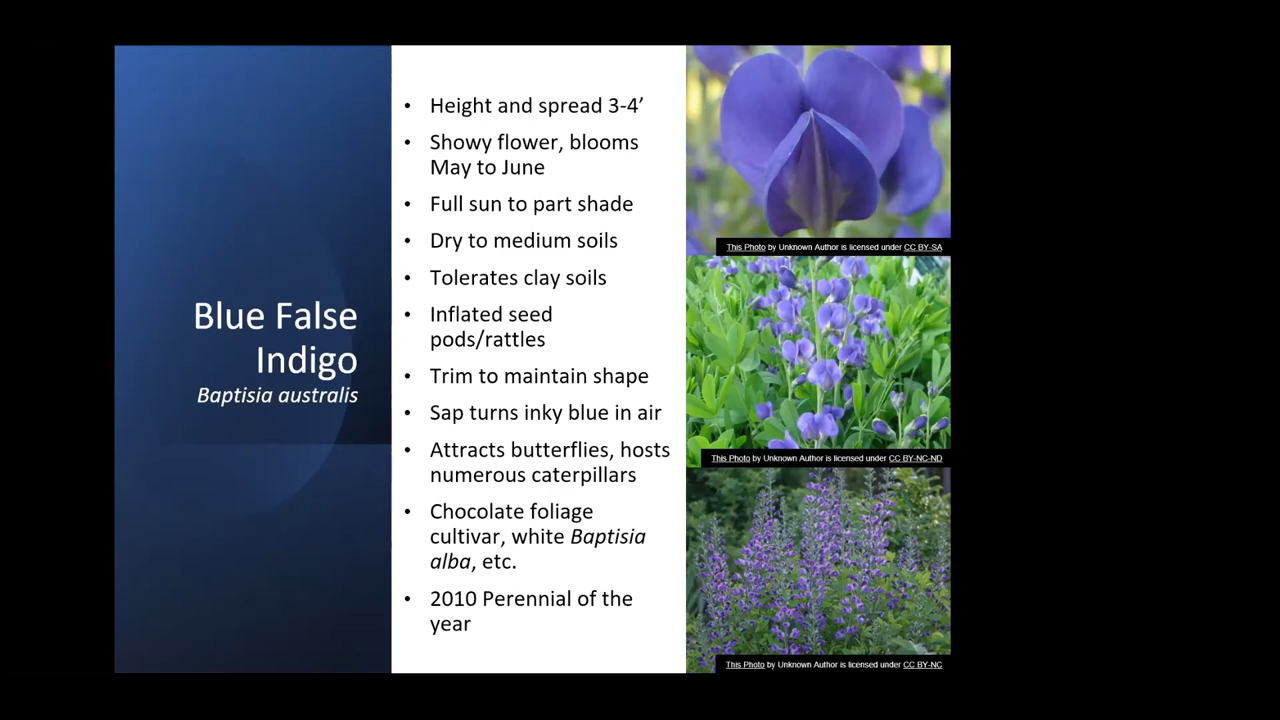 Blue False
Indigo
Baptisia australis
• Height and spread 3-4’
• Showy flower, blooms
May to June
• Full sun to part shade
• Dry to medium soils
• Tolerates clay soils
• Inflated seed
pods/rattles
• Trim to maintain shape
• Sap turns inky blue in air
• Attracts butterflies, hosts
numerous caterpillars
• Chocolate foliage
cultivar, white Baptisia
alba, etc.
• 2010 Perennial of the
year
This Photo by Unknown Author is licensed under CC BY-SA
This Photo by Unknown Author is licensed under CC BY-NC-ND
This Photo by Unknown Author is licensed under CC BY-NC